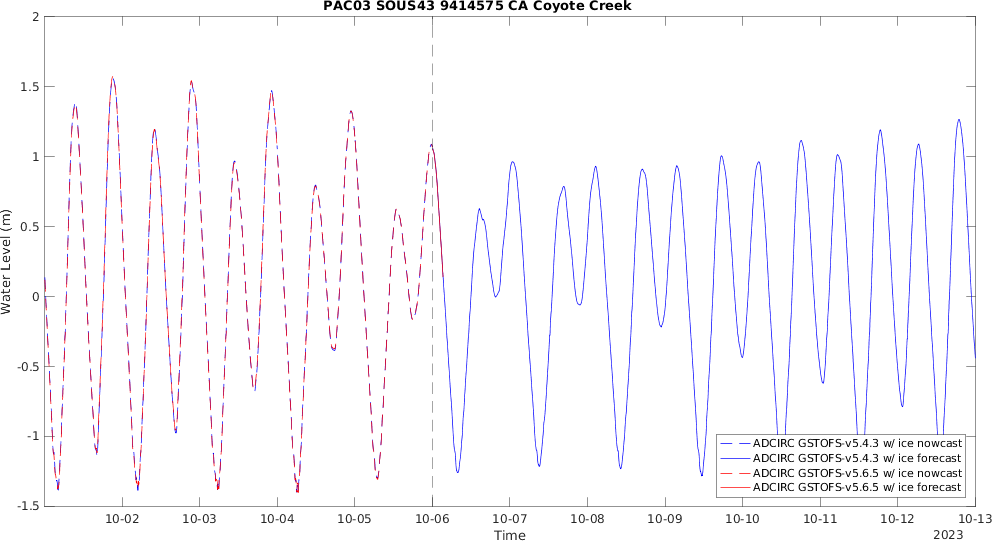 PAC03 SOUS43 9414575 CA Coyote Creek
2
1.5
1
0.5
0
-0.5
-1
-1.5
Water Level (m)
ADCIRC GSTOFS-v5.4.3 w/ ice nowcast
ADCIRC GSTOFS-v5.4.3 w/ ice forecast
ADCIRC GSTOFS-v5.6.5 w/ ice nowcast
ADCIRC GSTOFS-v5.6.5 w/ ice forecast
10-02 10-03 10-04 10-05 10-06 10-07 10-08 10-09 10-10 10-11 10-12 10-13
Time
2023